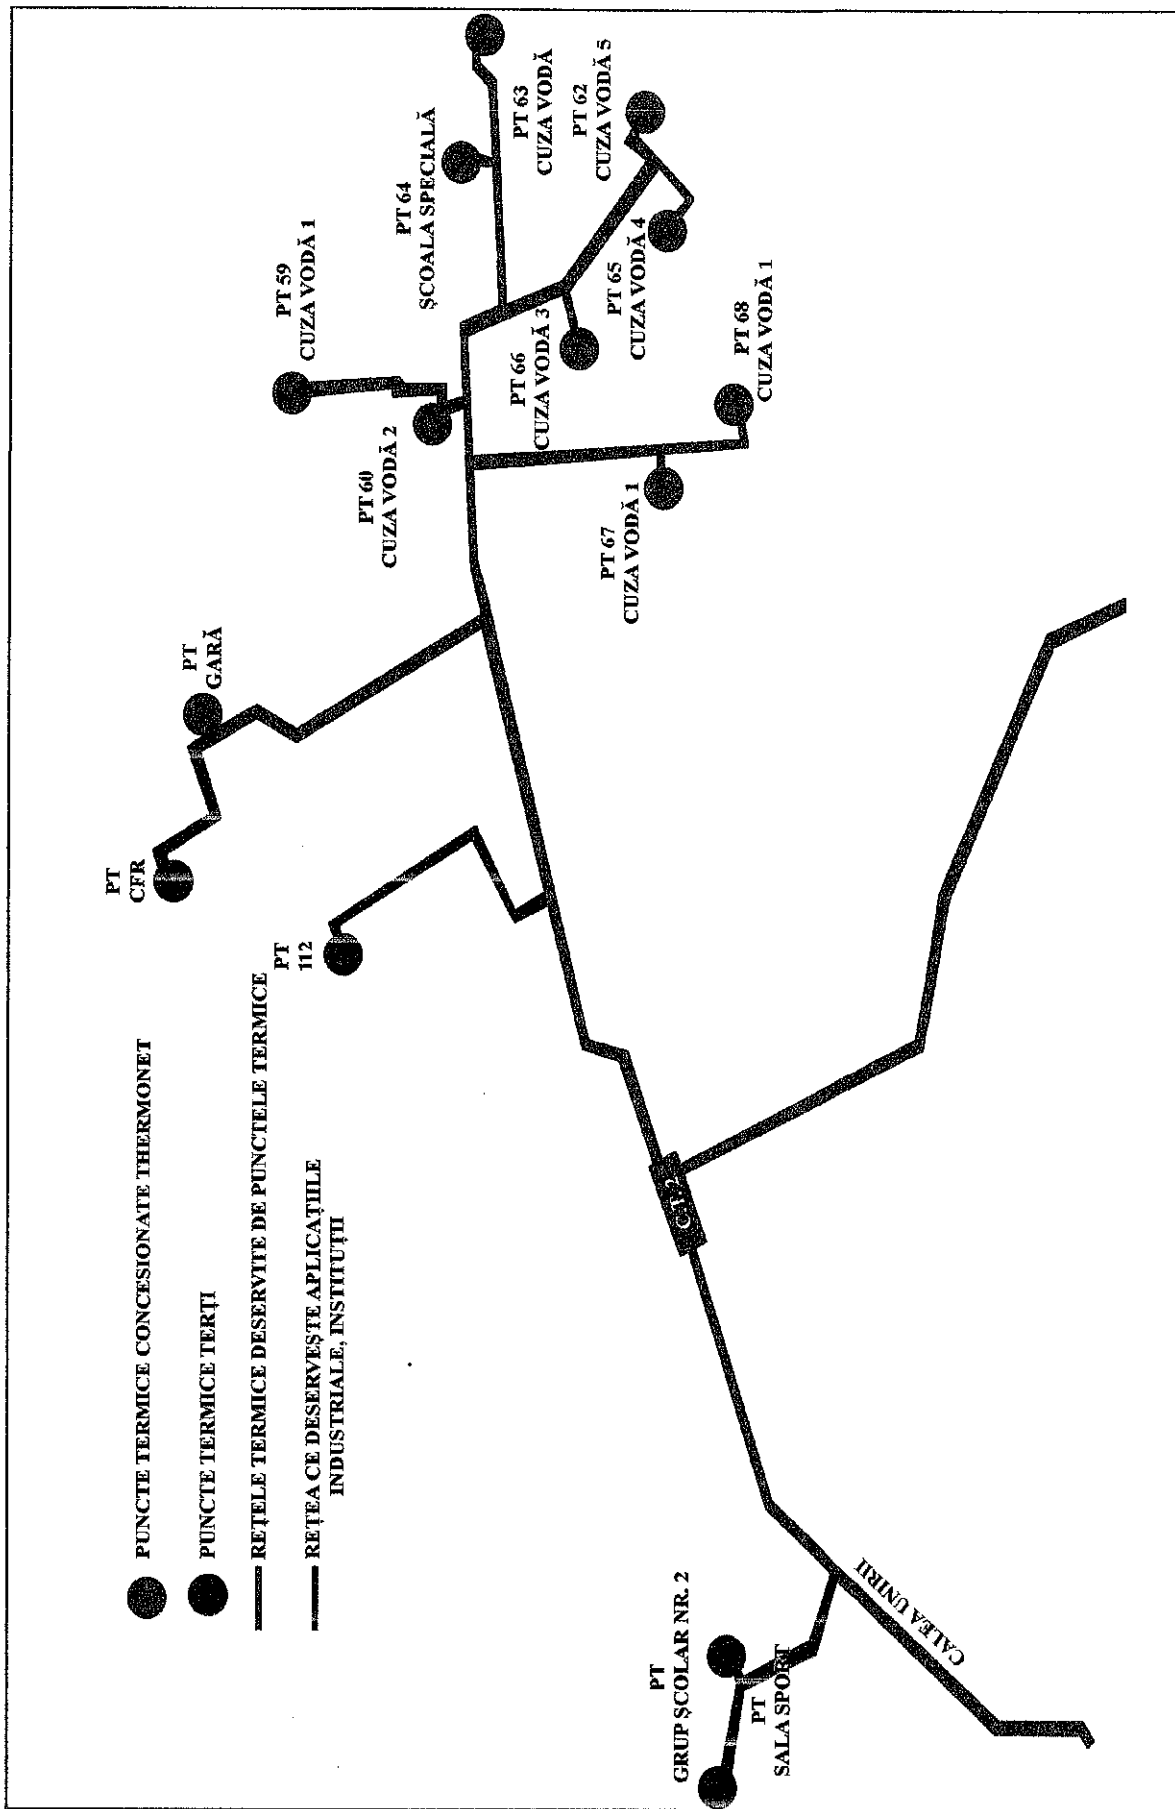 PUNCTE TERMICE CONCESIONATE THERMONET
PUNCTE TERMICE TERȚI
REȚELE TERMICE DESERVITE DE PUNCTELE TERMICE
REȚEA CE DESERVEȘTE APLICAȚIILE
INDUSTRIALE, INSTITUȚII
PT
CFR
PT
GARĂ
PT
112
PT 59
CUZA VODĂ 1
PT 60
CUZA VODĂ 2
PT 64
ȘCOALA SPECIALĂ
PT 63
CUZA VODĂ
PT 62
CUZA VODĂ 5
PT 65
CUZA VODĂ 4
PT 66
CUZA VODĂ 3
PT 67
CUZA VODĂ 1
PT 68
CUZA VODĂ 1
PT
GRUP ȘCOLAR NR. 2
PT
SALA SPORT
CALEA UNIRII